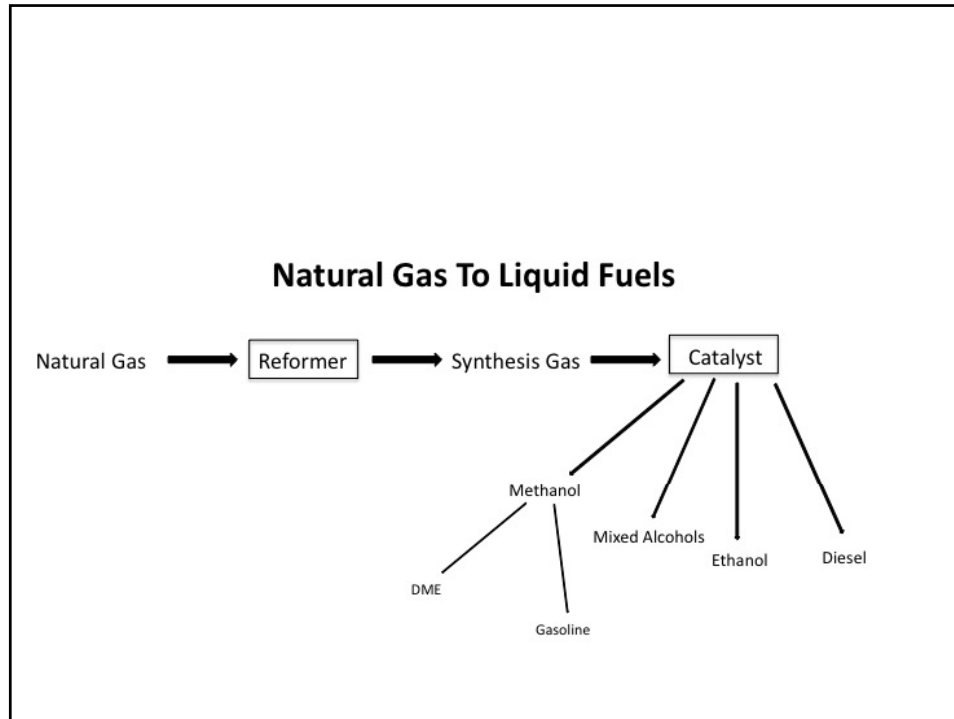 Natural Gas To Liquid Fuels
Natural Gas
Reformer
Synthesis Gas
Catalyst
Methanol
Mixed Alcohols
Ethanol
Diesel
DME
Gasoline